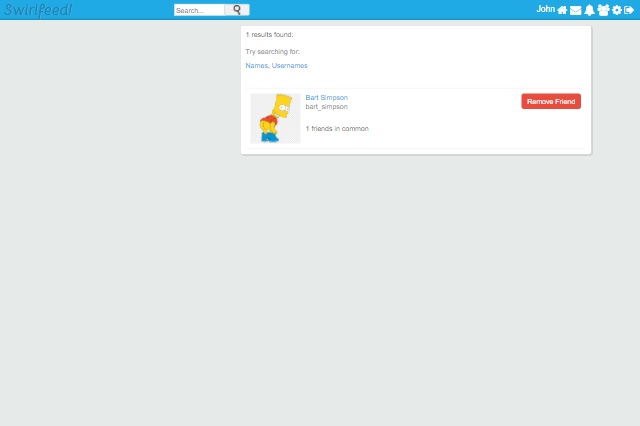 Swirlfeed!
Search...
John
1 results found:
Try searching for:
Names, Usernames
Bart Simpson
Remove Friend
bart_simpson
1 friends in common